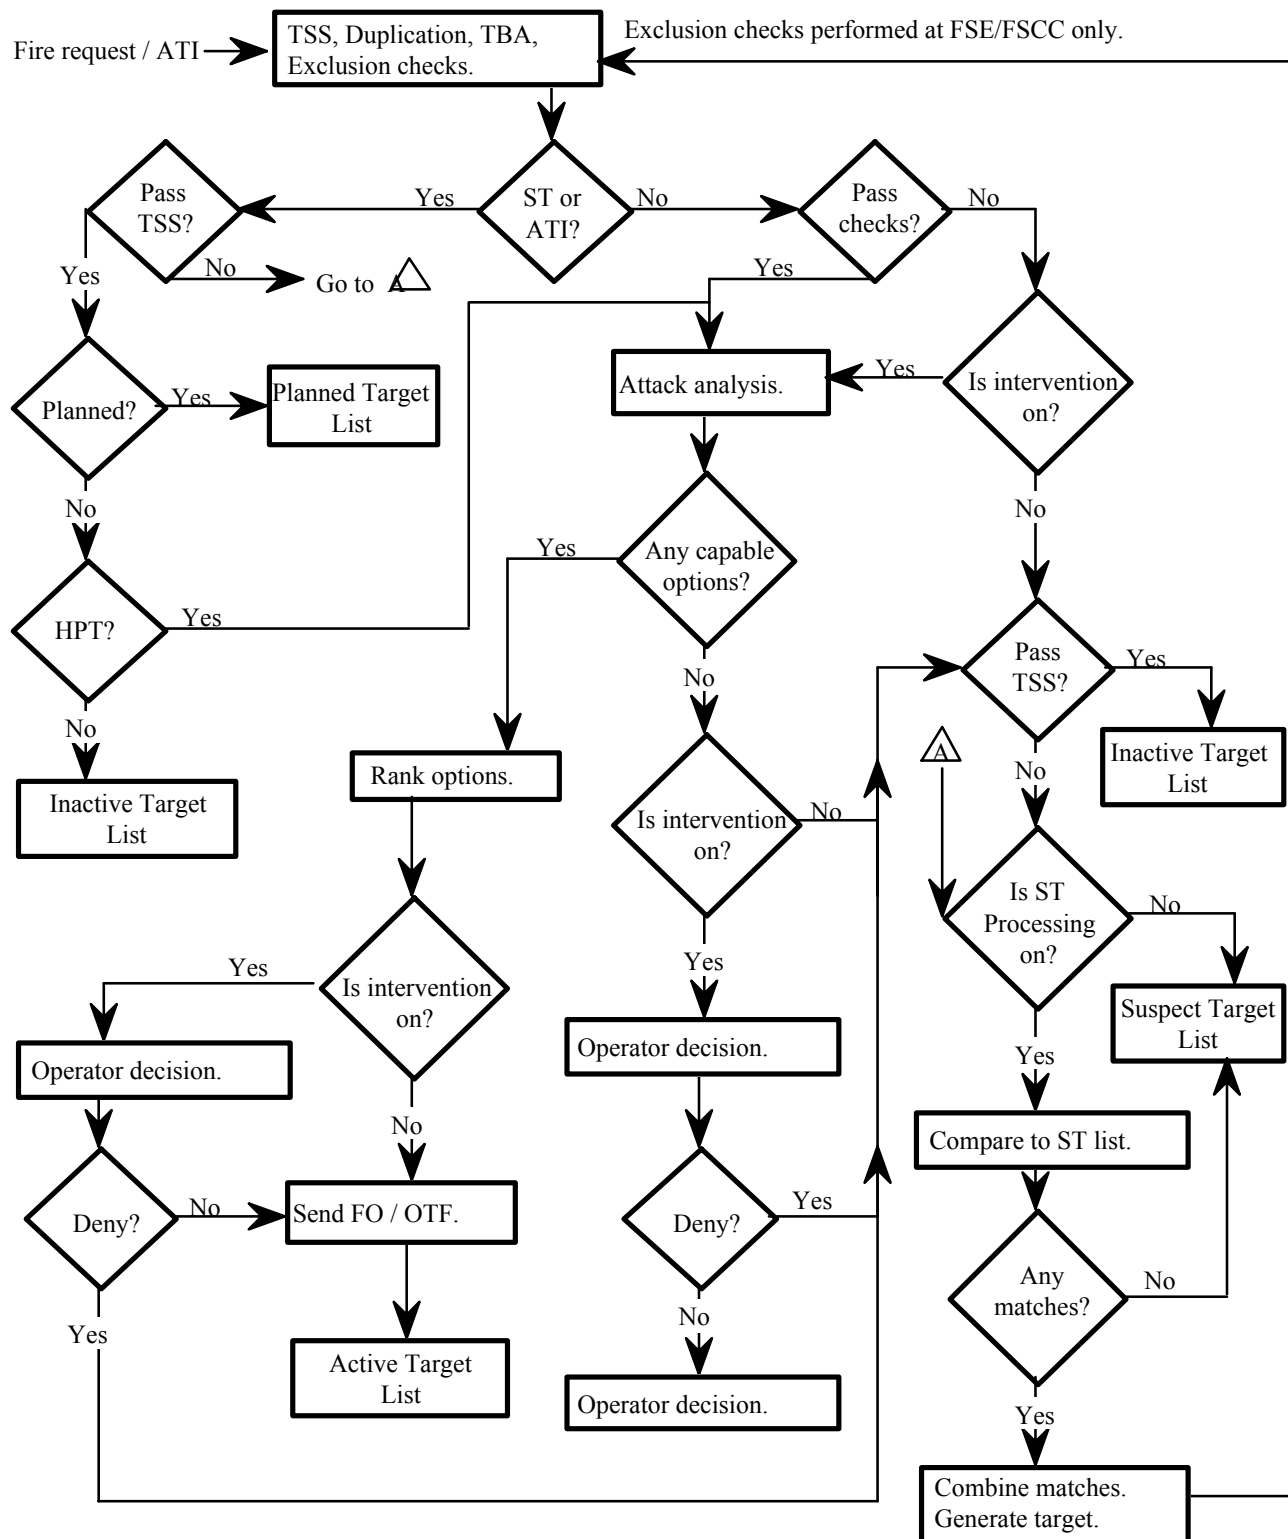 Fire request / ATI
TSS, Duplication, TBA,
Exclusion checks.
Exclusion checks performed at FSE/FSCC only.
Pass
TSS?
Yes
ST or
ATI?
No
Pass
checks?
No
Yes
No
Go to A
Yes
Planned?
Yes
Planned Target
List
Attack analysis.
Yes
Is intervention
on?
No
No
HPT?
Yes
Yes
Any capable
options?
No
Pass
TSS?
Yes
No
Inactive Target
List
Rank options.
Is intervention
on?
No
A
No
Inactive Target
List
Is ST
Processing
on?
No
Yes
Is intervention
on?
Yes
Suspect Target
List
Operator decision.
Operator decision.
Yes
No
Compare to ST list.
Deny?
No
Send FO / OTF.
Deny?
Yes
Any
matches?
No
Yes
Active Target
List
No
Operator decision.
Yes
Combine matches.
Generate target.